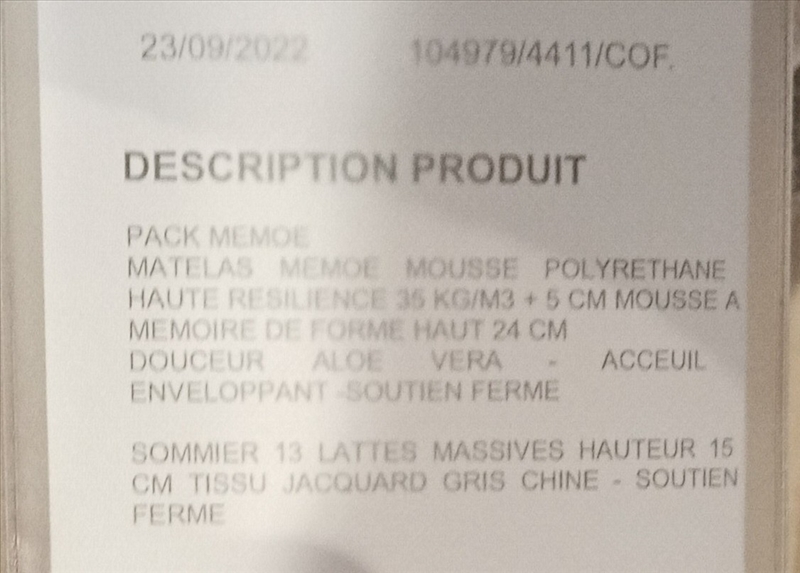 23/09/2022 104979/4411/COF.
DESCRIPTION PRODUIT
PACK MEMOE
MATELAS MEMOE MOUSSE POLYRETHANE
HAUTE RESILIENCE 35 KG/M3 + 5 CM MOUSSE A
MEMOIRE DE FORME HAUT 24 CM
DOUCEUR ALOE VERA - ACCEUIL
ENVELOPPANT -SOUTIEN FERME
SOMMIER 13 LATTES MASSIVES HAUTEUR 15
CM TISSU JACQUARD GRIS CHINE - SOUTIEN
FERME